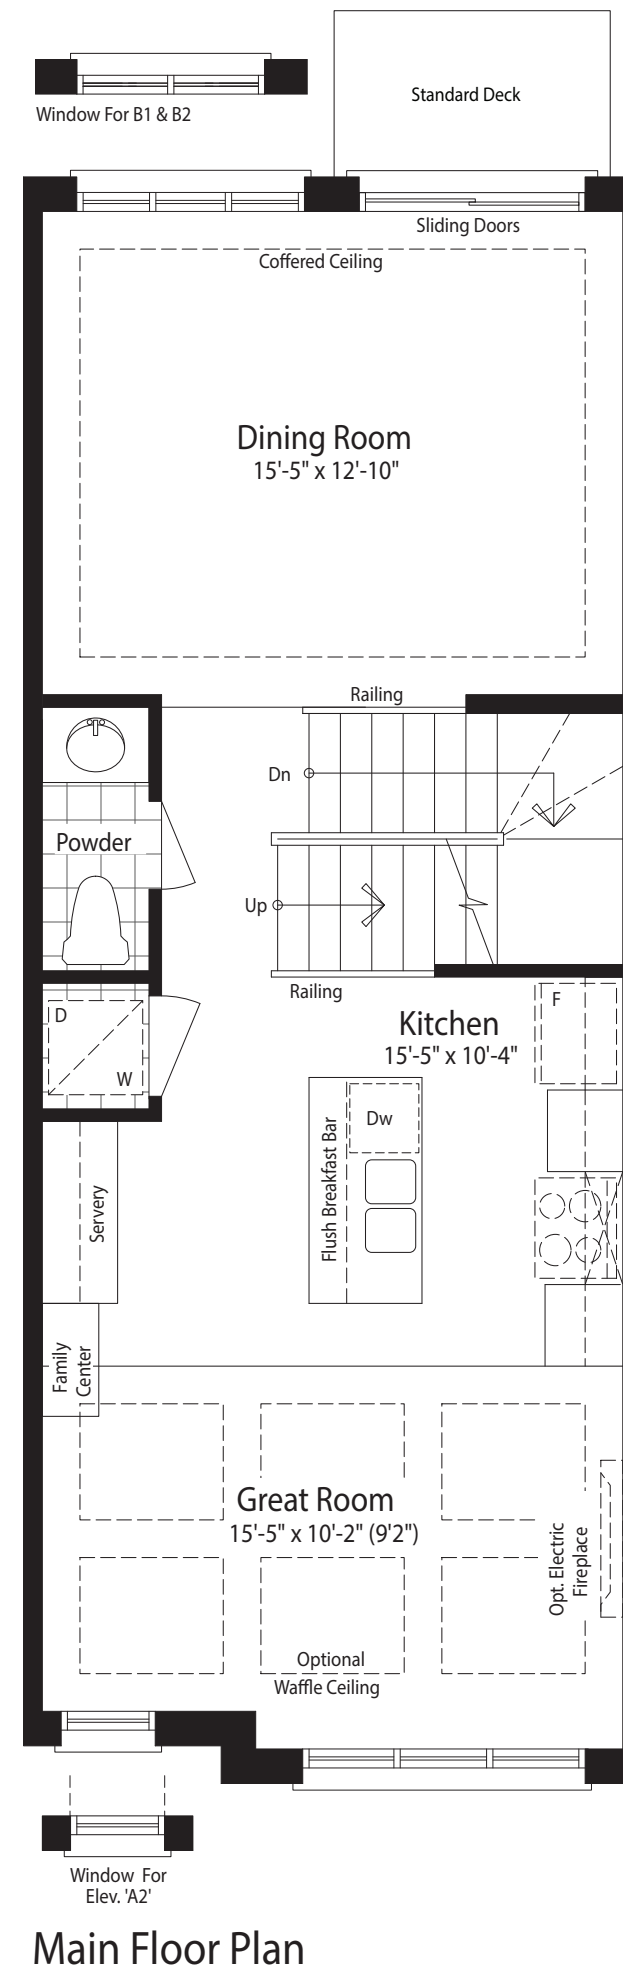 Standard Deck
Window For B1 & B2
Sliding Doors
Coffered Ceiling
Dining Room
15'-5" x 12'-10"
Railing
Dn
Powder
Up
Railing
D
W
F
Kitchen
15'-5" x 10'-4"
Dw
Flush Breakfast Bar
Servery
Family
Center
Great Room
15'-5" x 10'-2" (9'2")
Opt. Electric
Fireplace
Optional
Waffle Ceiling
Window For
Elev. 'A2'
Main Floor Plan